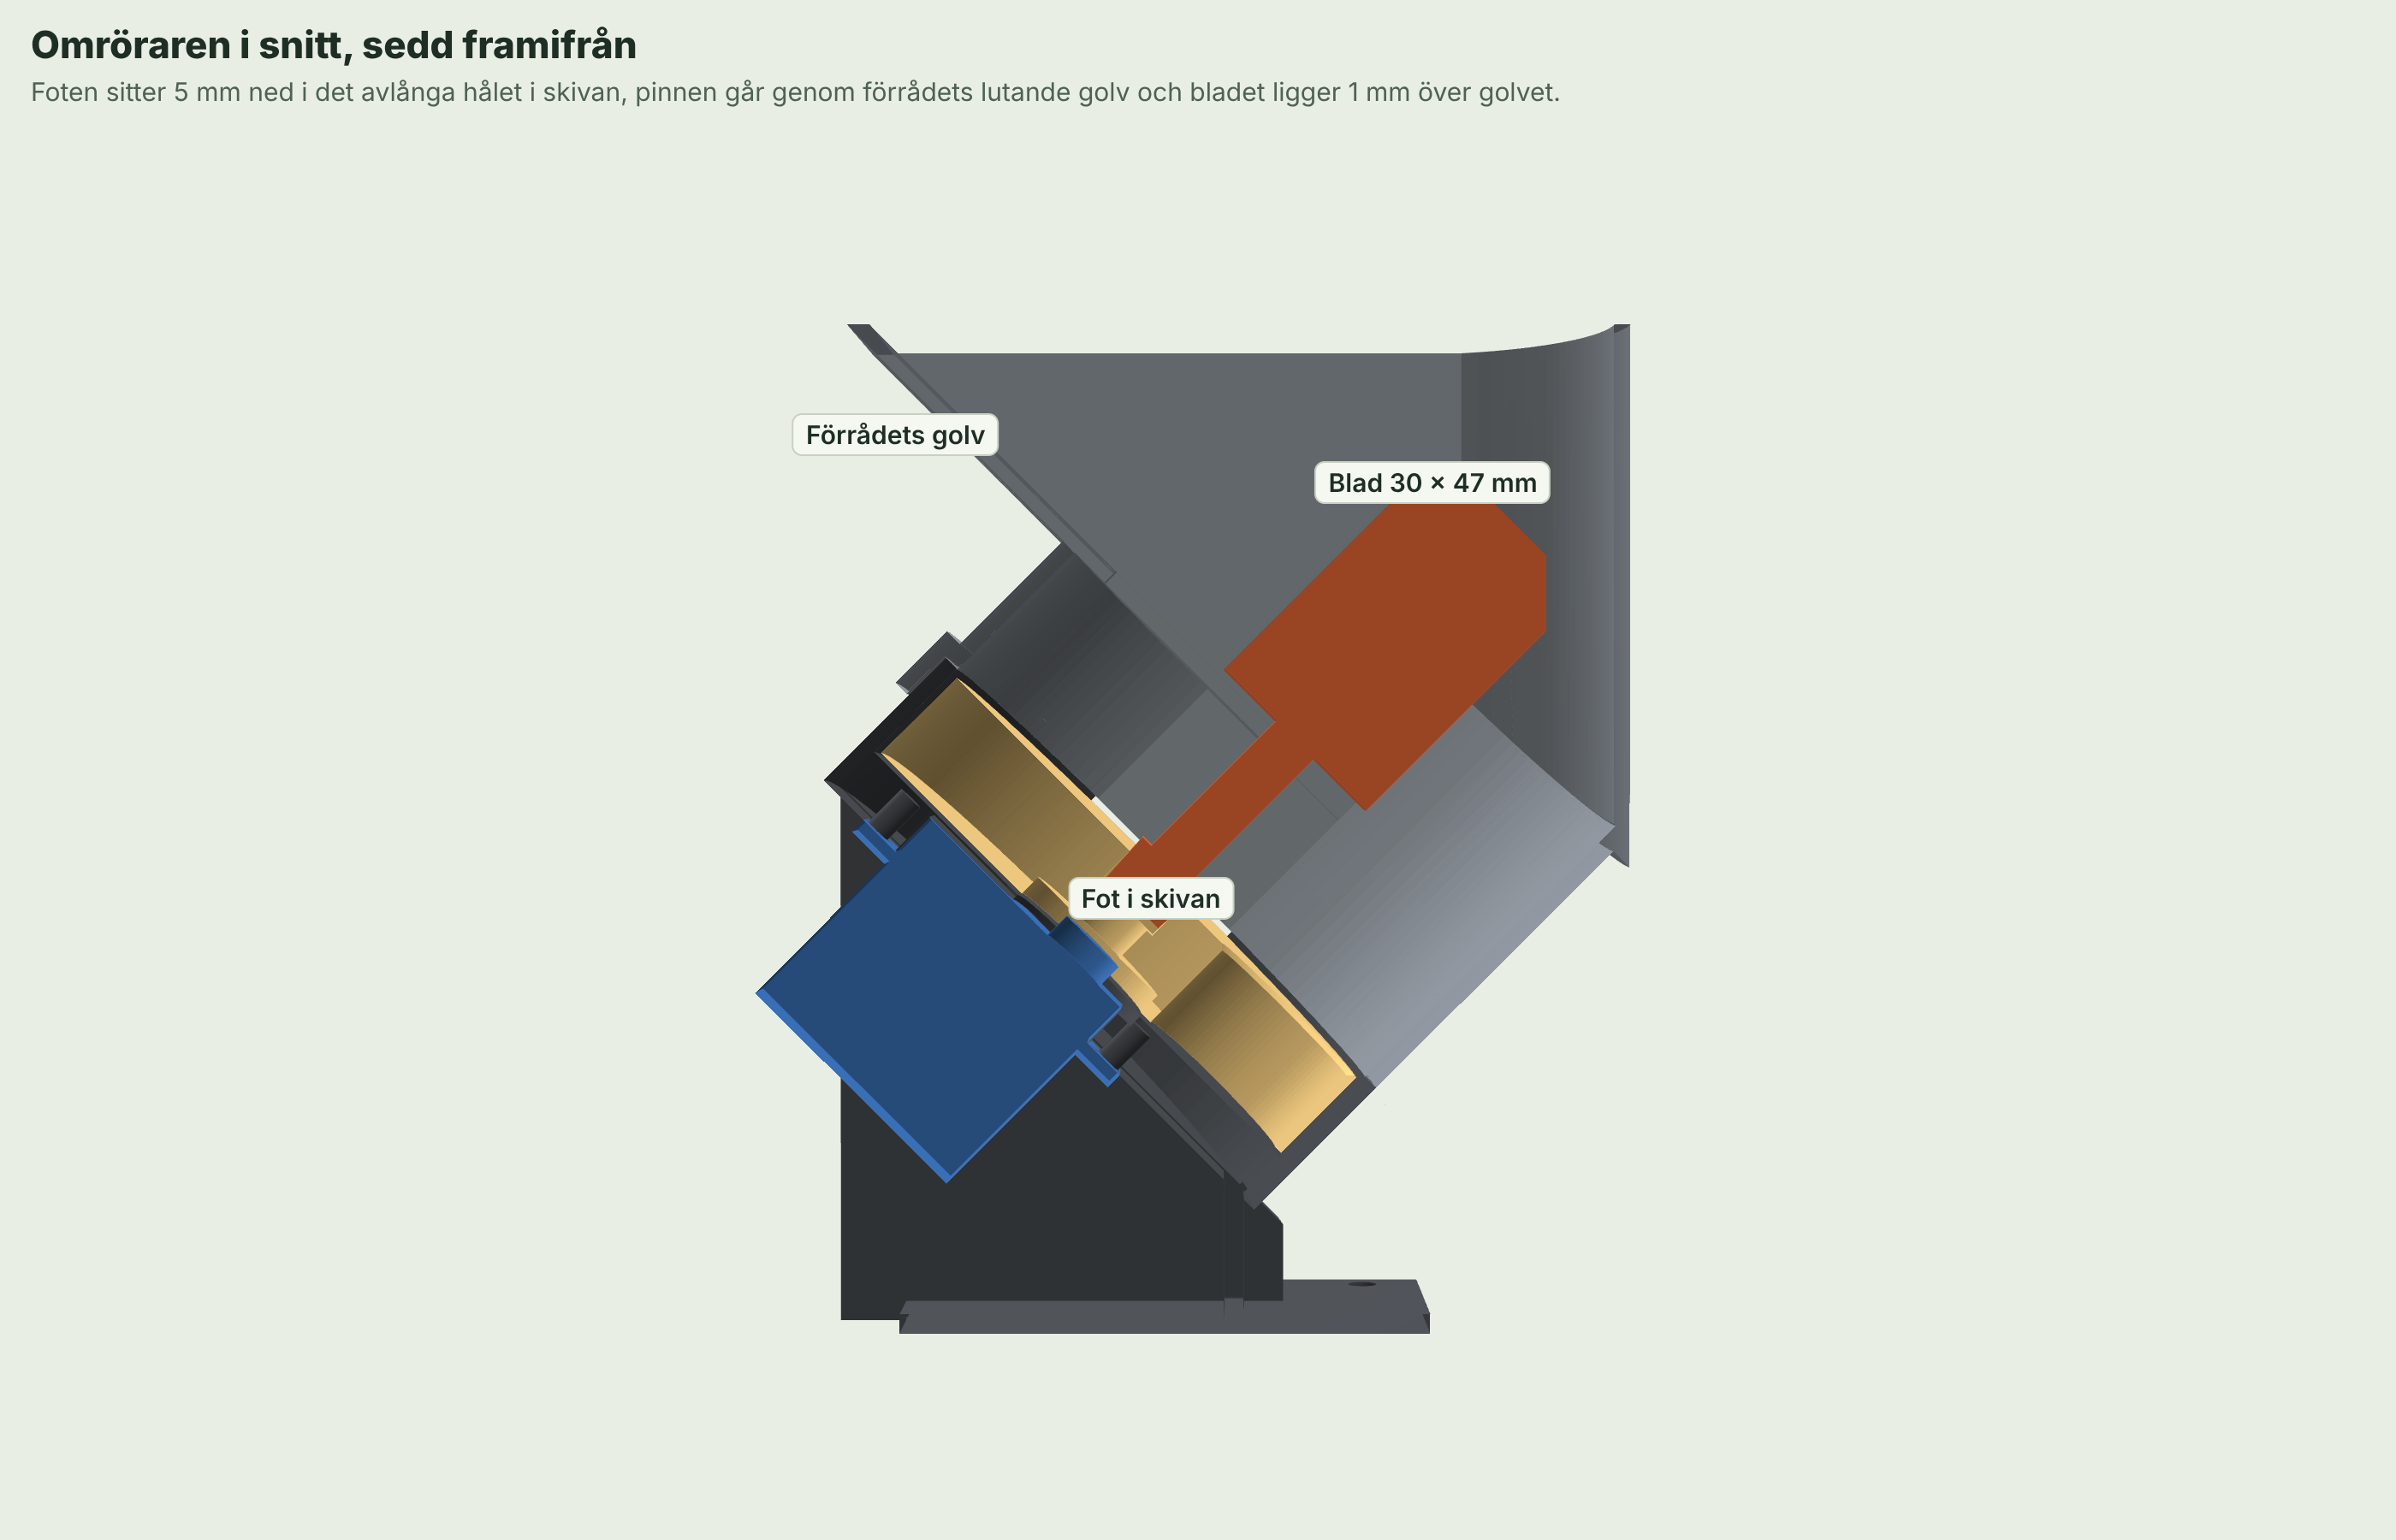 Omröraren i snitt, sedd framifrån
Foten sitter 5 mm ned i det avlånga hålet i skivan, pinnen går genom förrådets lutande golv och bladet ligger 1 mm över golvet.
Förrådets golv
Blad 30 × 47 mm
Fot i skivan